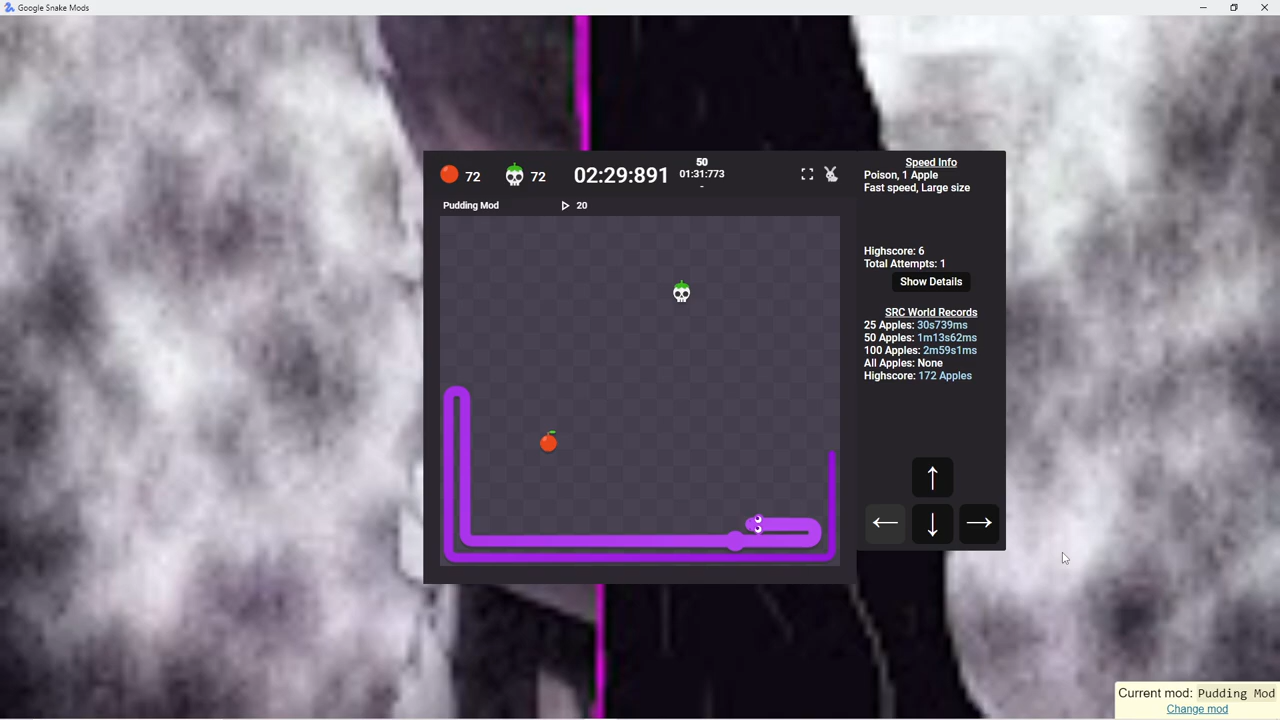 Google Snake Mods
72
72
02:29:891
50
01:31:773
-
Pudding Mod
20
Speed Info
Poison, 1 Apple
Fast speed, Large size
Highscore: 6
Total Attempts: 1
Show Details
SRC World Records
25 Apples: 30s739ms
50 Apples: 1m13s62ms
100 Apples: 2m59s1ms
All Apples: None
Highscore: 172 Apples
Current mod: Pudding Mod
Change mod